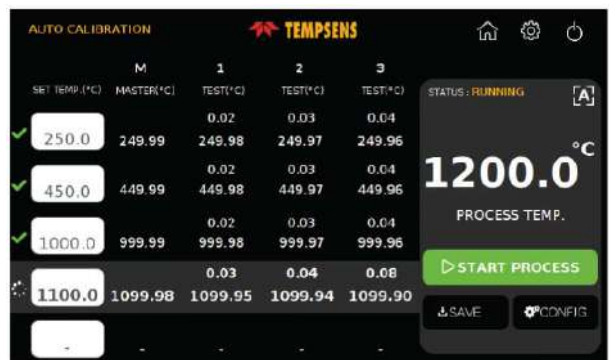 AUTO CALIBRATION
TEMPSENS
M 1 2 3
SET TEMP.(°C) MASTER(°C) TEST(°C) TEST(°C) TEST(°C)
0.02 0.03 0.04
250.0 249.99 249.98 249.97 249.96
0.02 0.03 0.04
450.0 449.99 449.98 449.97 449.96
0.02 0.03 0.04
1000.0 999.99 999.98 999.97 999.96
0.03 0.04 0.08
1100.0 1099.98 1099.95 1099.94 1099.90
- - - - -
STATUS : RUNNING
[A]
1200.0 °C
PROCESS TEMP.
START PROCESS
SAVE
CONFIG